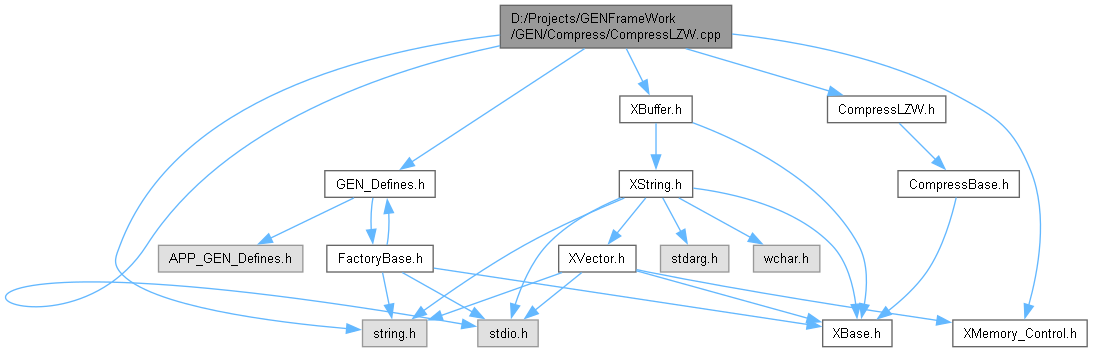 D:/Projects/GENFrameWork
/GEN/Compress/CompressLZW.cpp
XBuffer.h
CompressLZW.h
GEN_Defines.h
XString.h
CompressBase.h
APP_GEN_Defines.h
FactoryBase.h
XVector.h
stdarg.h
wchar.h
string.h
stdio.h
XBase.h
XMemory_Control.h